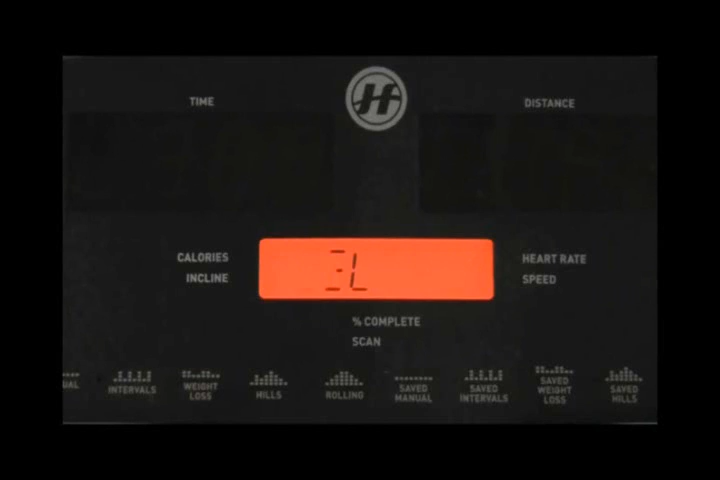 TIME
DISTANCE
CALORIES
INCLINE
HEART RATE
SPEED
% COMPLETE
SCAN
INTERVALS
WEIGHT
LOSS
HILLS
ROLLING
SAVED
MANUAL
SAVED
INTERVALS
SAVED
WEIGHT
LOSS
SAVED
HILLS